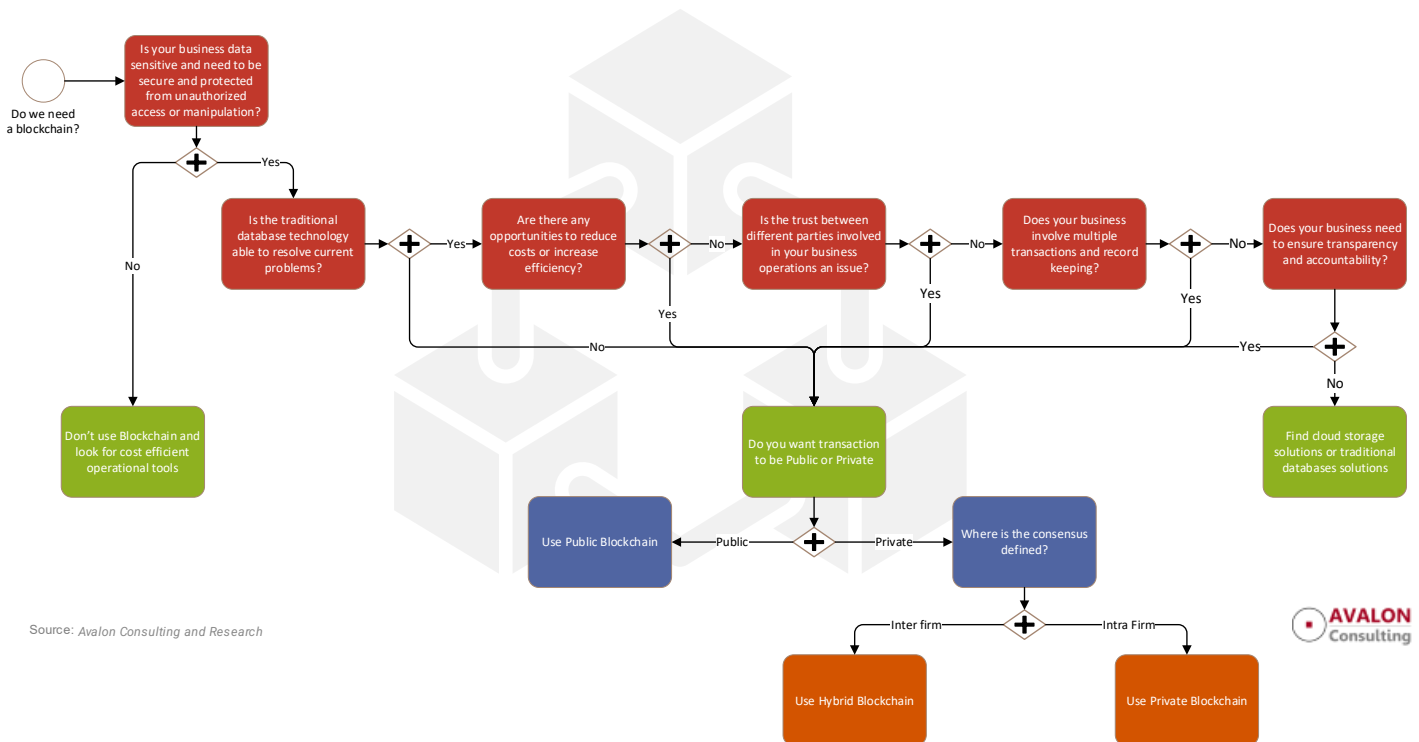 Is your business data
sensitive and need to be
secure and protected
from unauthorized
access or manipulation?
Do we need
a blockchain?
Yes
No
Is the traditional
database technology
able to resolve current
problems?
Yes
Are there any
opportunities to reduce
costs or increase
efficiency?
No
Is the trust between
different parties involved
in your business
operations an issue?
No
Does your business
involve multiple
transactions and record
keeping?
No
Does your business need
to ensure transparency
and accountability?
No
Yes
Yes
Yes
Yes
No
Don't use Blockchain and
look for cost efficient
operational tools
Do you want transaction
to be Public or Private
Find cloud storage
solutions or traditional
databases solutions
Use Public Blockchain
Public
Private
Where is the consensus
defined?
Inter firm
Intra Firm
Use Hybrid Blockchain
Use Private Blockchain
Source: Avalon Consulting and Research
AVALON
Consulting